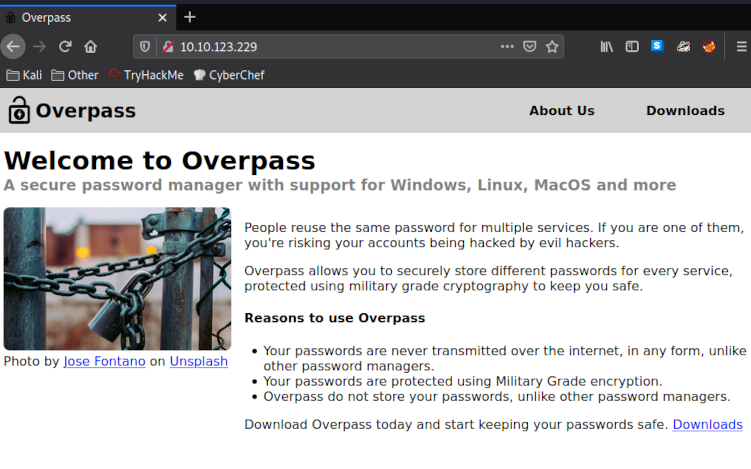 Overpass
10.10.123.229
Kali Other TryHackMe CyberChef
Overpass About Us Downloads
Welcome to Overpass
A secure password manager with support for Windows, Linux, MacOS and more
People reuse the same password for multiple services. If you are one of them,
you're risking your accounts being hacked by evil hackers.
Overpass allows you to securely store different passwords for every service,
protected using military grade cryptography to keep you safe.
Reasons to use Overpass
• Your passwords are never transmitted over the internet, in any form, unlike
other password managers.
• Your passwords are protected using Military Grade encryption.
• Overpass do not store your passwords, unlike other password managers.
Download Overpass today and start keeping your passwords safe. Downloads
Photo by Jose Fontano on Unsplash